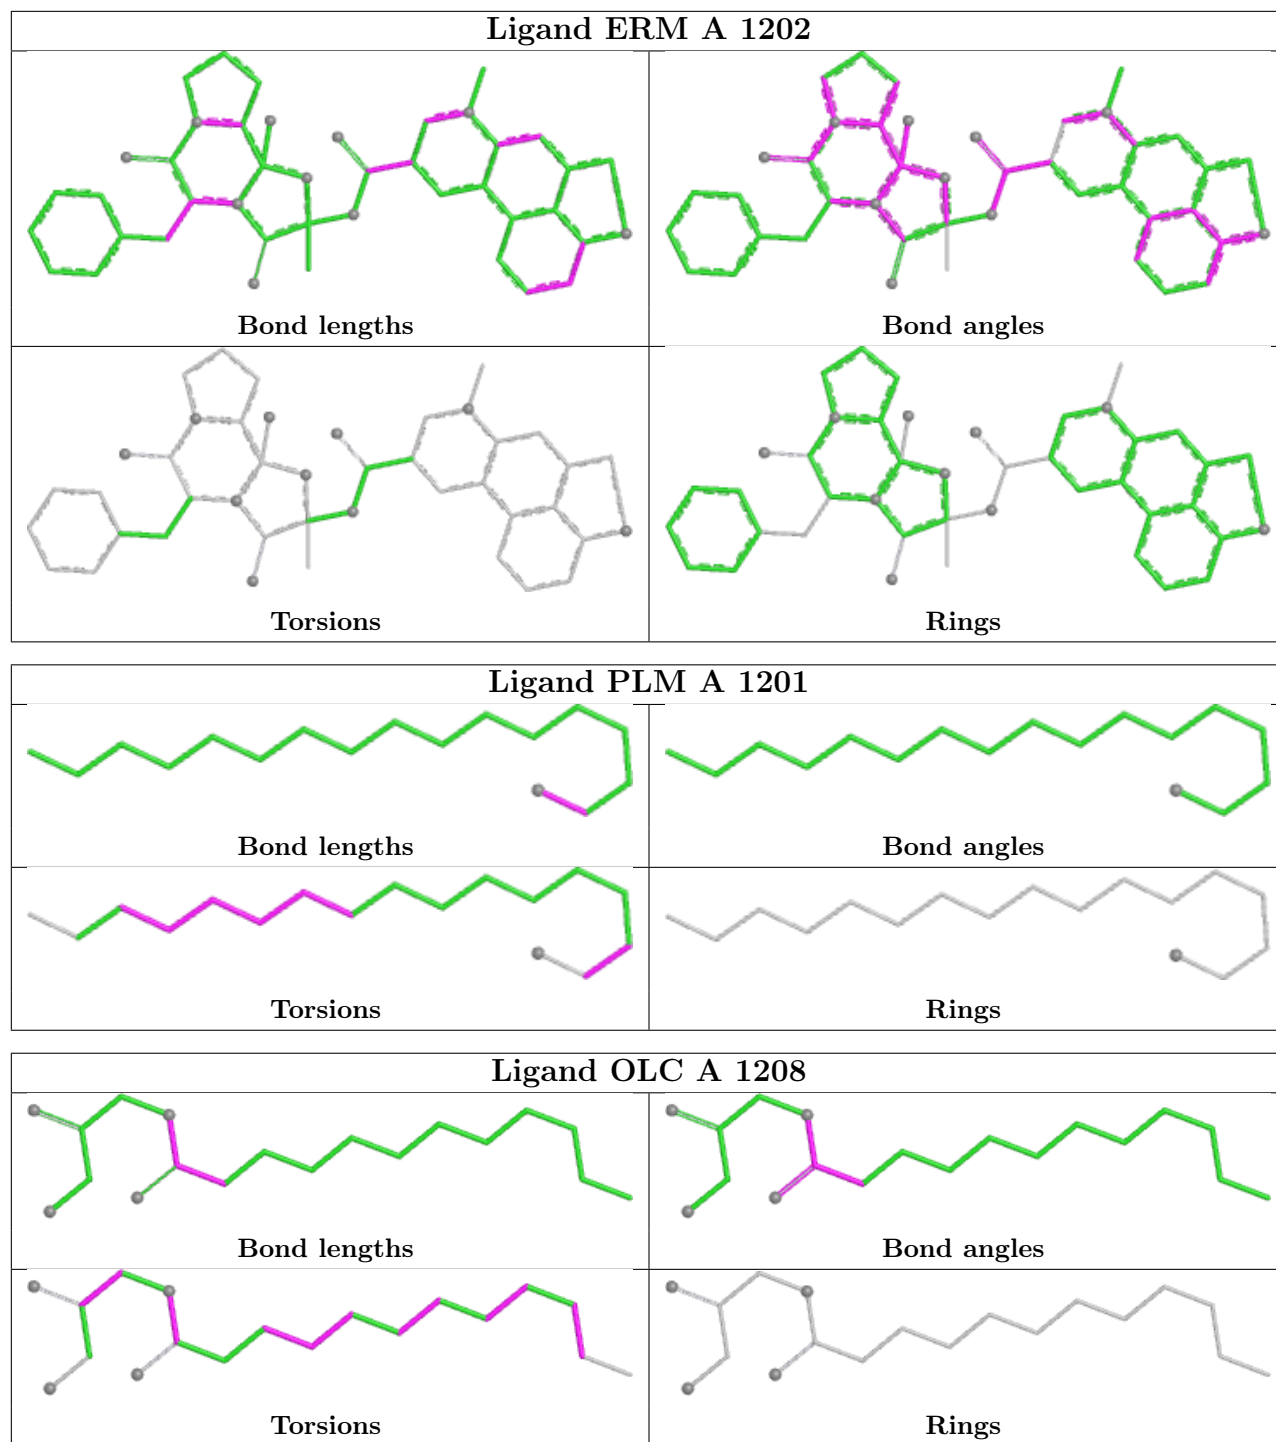 Ligand ERM A 1202
Bond lengths
Bond angles
Torsions
Rings
Ligand PLM A 1201
Bond lengths
Bond angles
Torsions
Rings
Ligand OLC A 1208
Bond lengths
Bond angles
Torsions
Rings